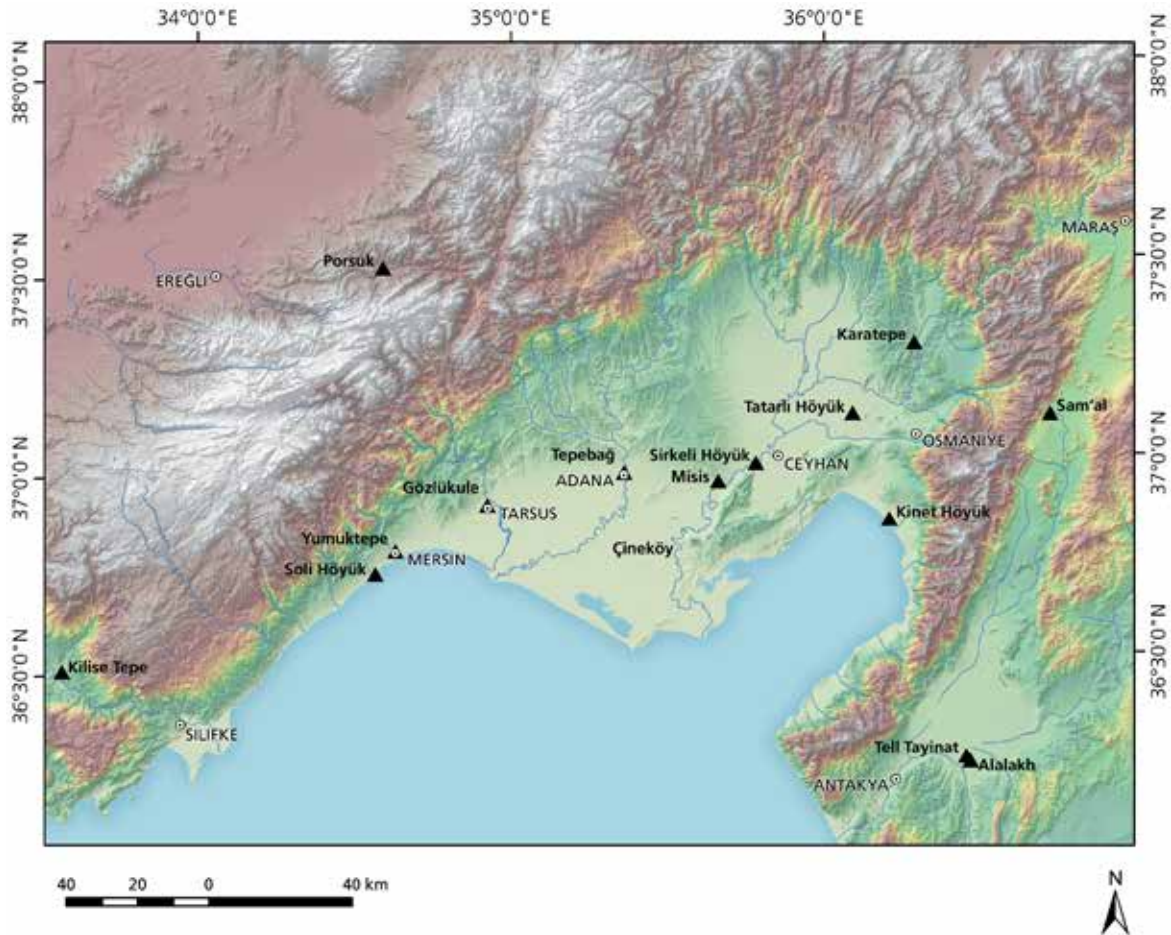 34°0'0"E 35°0'0"E 36°0'0"E
38°0'0"N
38°0'0"N
MARAŞ
Porsuk
EREĞLI
37°30'0"N
37°30'0"N
Karatepe
Tatarlı Höyük
Sam'al
OSMANIYE
Tepebağ
Sirkeli Höyük
CEYHAN
ADANA
Misis
37°0'0"N
37°0'0"N
Gözlükule
TARSUS
Kinet Höyük
Yumuktepe
MERSIN
Çineköy
Soli Höyük
Kilise Tepe
36°30'0"N
36°30'0"N
SILIFKE
Tell Tayinat
Alalakh
ANTAKYA
40 20 0 40 km
N